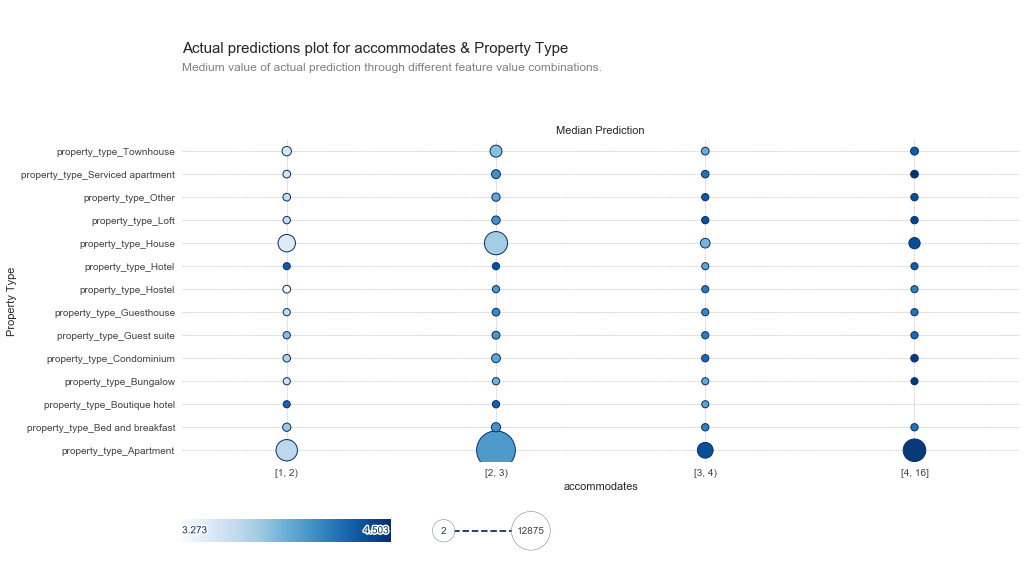 Actual predictions plot for accommodates & Property Type
Medium value of actual prediction through different feature value combinations.
Median Prediction
property_type_Townhouse
property_type_Serviced apartment
property_type_Other
property_type_Loft
property_type_House
property_type_Hotel
property_type_Hostel
property_type_Guesthouse
property_type_Guest suite
property_type_Condominium
property_type_Bungalow
property_type_Boutique hotel
property_type_Bed and breakfast
property_type_Apartment
Property Type
[1, 2) [2, 3) [3, 4) [4, 16]
accommodates
3.273 4.503 2 12875